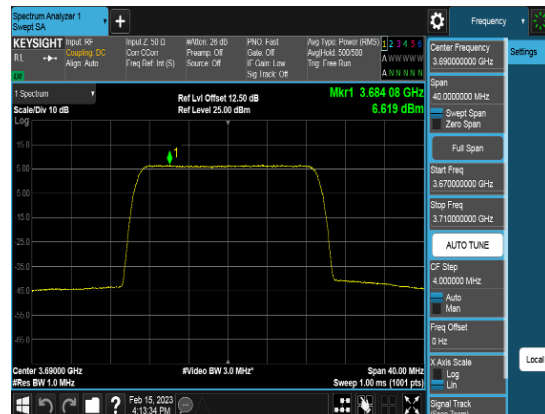 Spectrum Analyzer 1
Swept SA
+
Frequency
KEYSIGHT Input: RF
R L
Coupling: DC
Align: Auto
Input Z: 50 Ω
Corr CCorr
Freq Ref: Int (S)
#Atten: 26 dB
Preamp: Off
Source: Off
PNO: Fast
Gate: Off
IF Gain: Low
Sig Track: Off
Avg Type: Power (RMS)
Avg|Hold: 500/500
Trig: Free Run
1 2 3 4 5 6
A W W W W W
A N N N N N
LXI
1 Spectrum
Scale/Div 10 dB
Log
Ref Lvl Offset 12.50 dB
Ref Level 25.00 dBm
Mkr1 3.684 08 GHz
6.619 dBm
1
15.0
5.00
-5.00
-15.0
-25.0
-35.0
-45.0
-55.0
-65.0
Center 3.69000 GHz
#Res BW 1.0 MHz
#Video BW 3.0 MHz*
Span 40.00 MHz
Sweep 1.00 ms (1001 pts)
Feb 15, 2023
4:13:34 PM
?
Center Frequency
3.690000000 GHz
Settings
Span
40.0000000 MHz
Swept Span
Zero Span
Full Span
Start Freq
3.670000000 GHz
Stop Freq
3.710000000 GHz
AUTO TUNE
CF Step
4.000000 MHz
Auto
Man
Freq Offset
0 Hz
X Axis Scale
Log
Lin
Local
Signal Track
(Span Zoom)